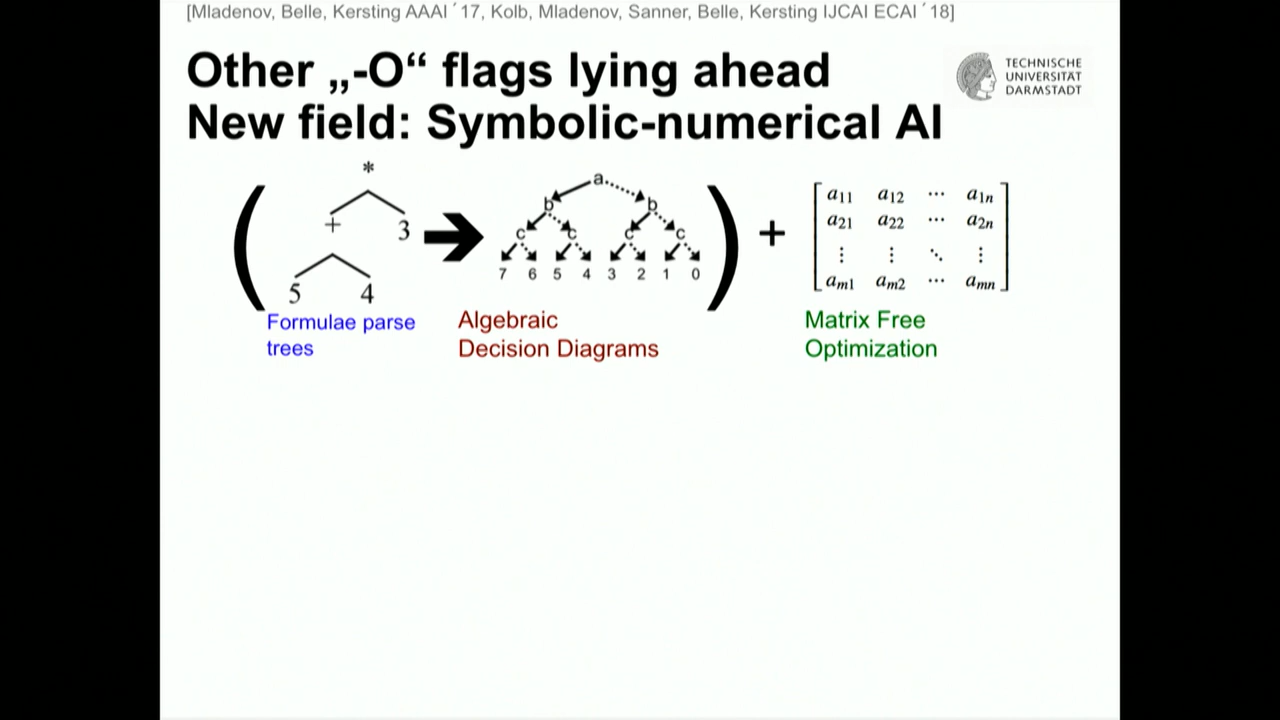 [Mladenov, Belle, Kersting AAAI ´17, Kolb, Mladenov, Sanner, Belle, Kersting IJCAI ECAI ´18]
Other „-O“ flags lying ahead
New field: Symbolic-numerical AI
TECHNISCHE
UNIVERSITÄT
DARMSTADT
*
+ 3
5 4
Formulae parse
trees
a
b b
c c c c
7 6 5 4 3 2 1 0
Algebraic
Decision Diagrams
+
a11 a12 ⋯ a1n
a21 a22 ⋯ a2n
⋮ ⋮ ⋱ ⋮
am1 am2 ⋯ amn
Matrix Free
Optimization